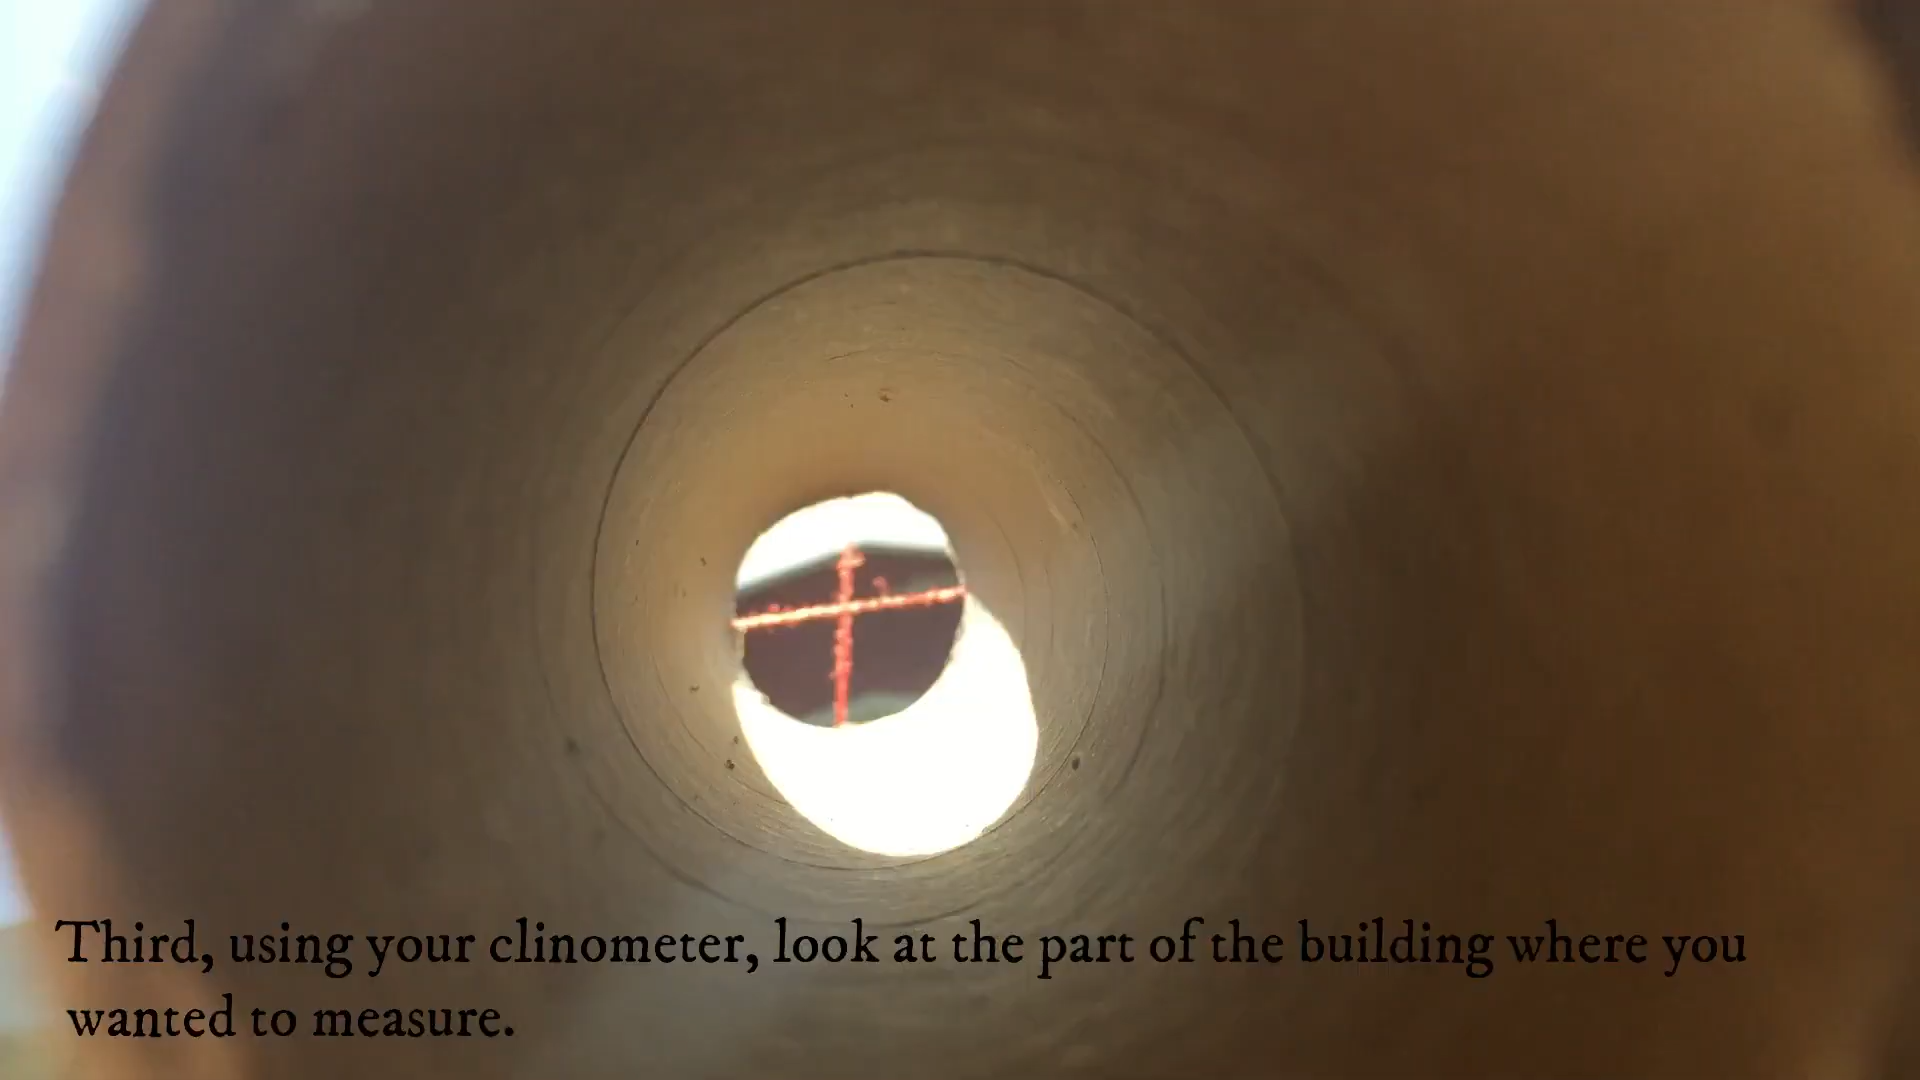 Third, using your clinometer, look at the part of the building where you
wanted to measure.